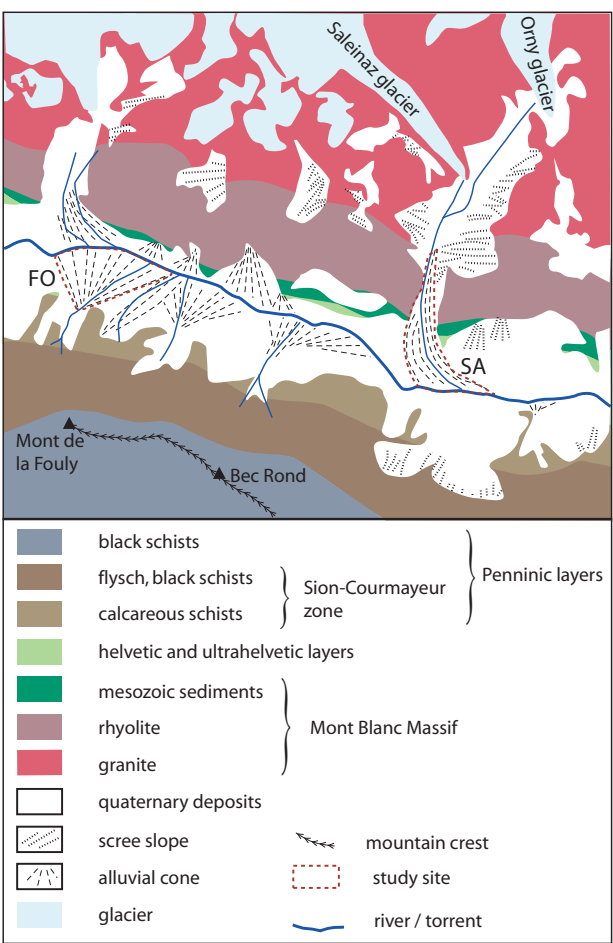 Saleinaz glacier
Orny glacier
FO
SA
Mont de
la Fouly
Bec Rond
black schists
flysch, black schists
calcareous schists
Sion-Courmayeur
zone
Penninic layers
helvetic and ultrahelvetic layers
mesozoic sediments
rhyolite
granite
Mont Blanc Massif
quaternary deposits
scree slope
mountain crest
alluvial cone
study site
glacier
river / torrent